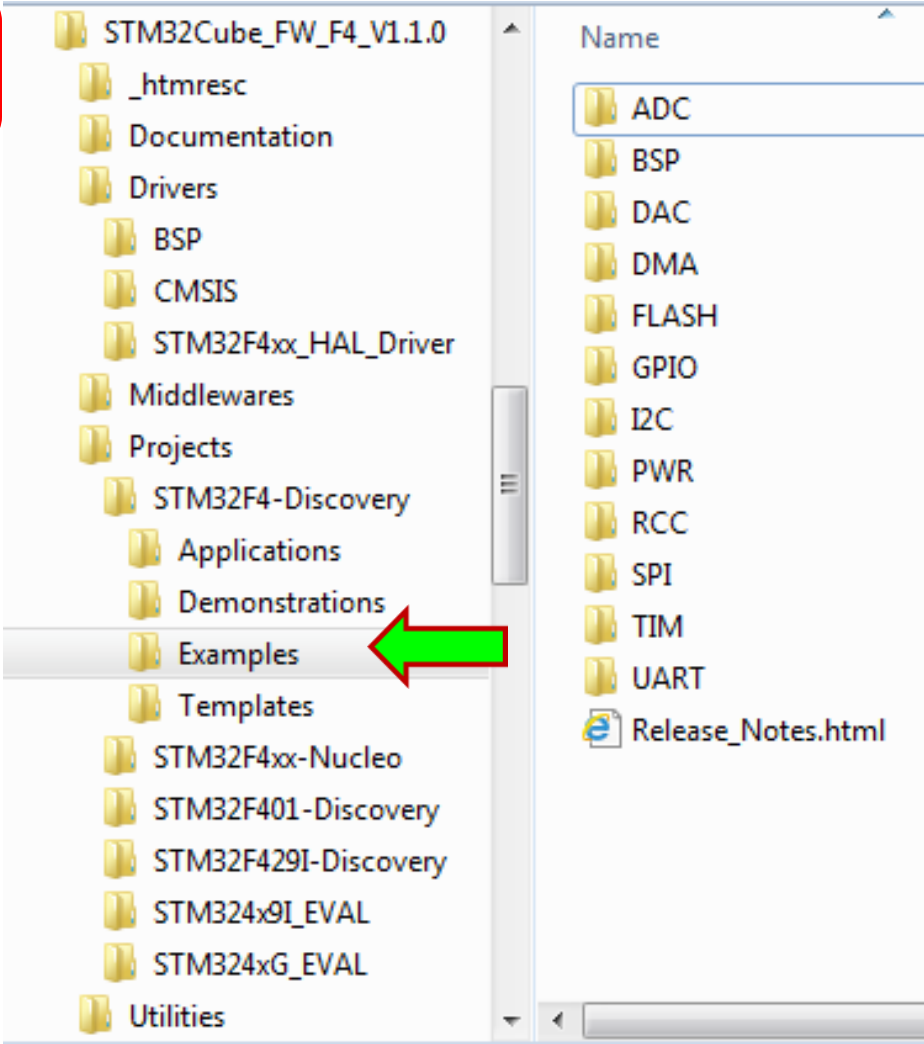 STM32Cube_FW_F4_V1.1.0
_htmresc
Documentation
Drivers
BSP
CMSIS
STM32F4xx_HAL_Driver
Middlewares
Projects
STM32F4-Discovery
Applications
Demonstrations
Examples
Templates
STM32F4xx-Nucleo
STM32F401-Discovery
STM32F429I-Discovery
STM324x9I_EVAL
STM324xG_EVAL
Utilities
Name
ADC
BSP
DAC
DMA
FLASH
GPIO
I2C
PWR
RCC
SPI
TIM
UART
Release_Notes.html